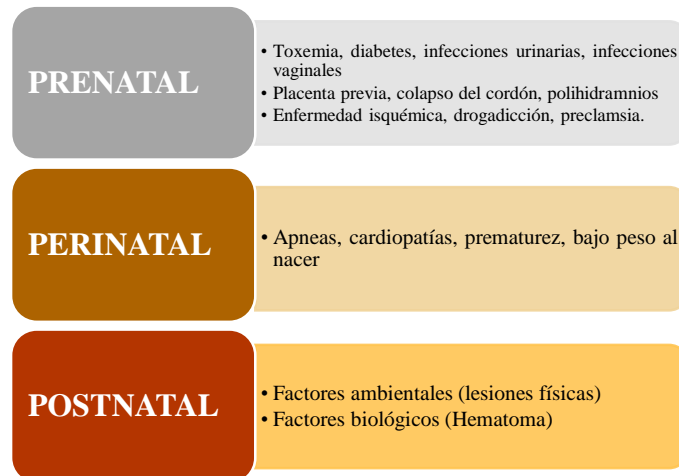 PRENATAL
• Toxemia, diabetes, infecciones urinarias, infecciones
vaginales
• Placenta previa, colapso del cordón, polihidramnios
• Enfermedad isquémica, drogadicción, preclamsia.
PERINATAL
• Apneas, cardiopatías, prematurez, bajo peso al
nacer
POSTNATAL
• Factores ambientales (lesiones físicas)
• Factores biológicos (Hematoma)